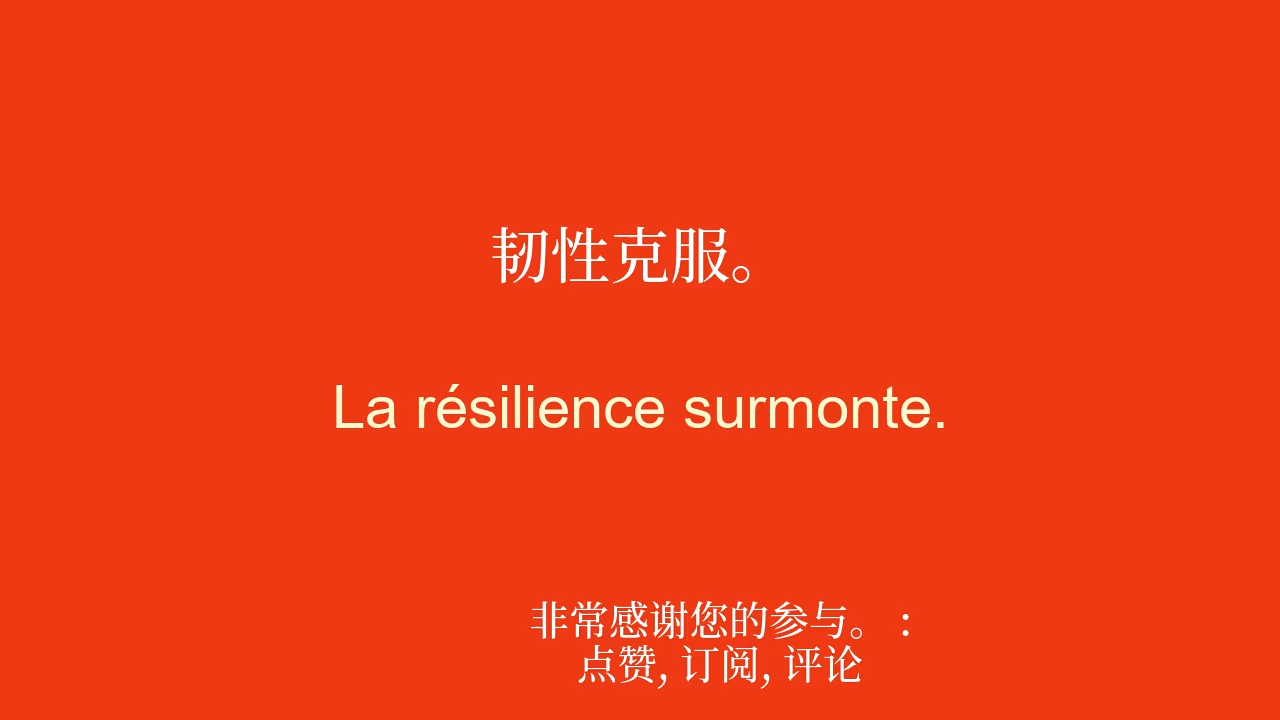 韧性克服。
La résilience surmonte.
非常感谢您的参与。 :
点赞, 订阅, 评论